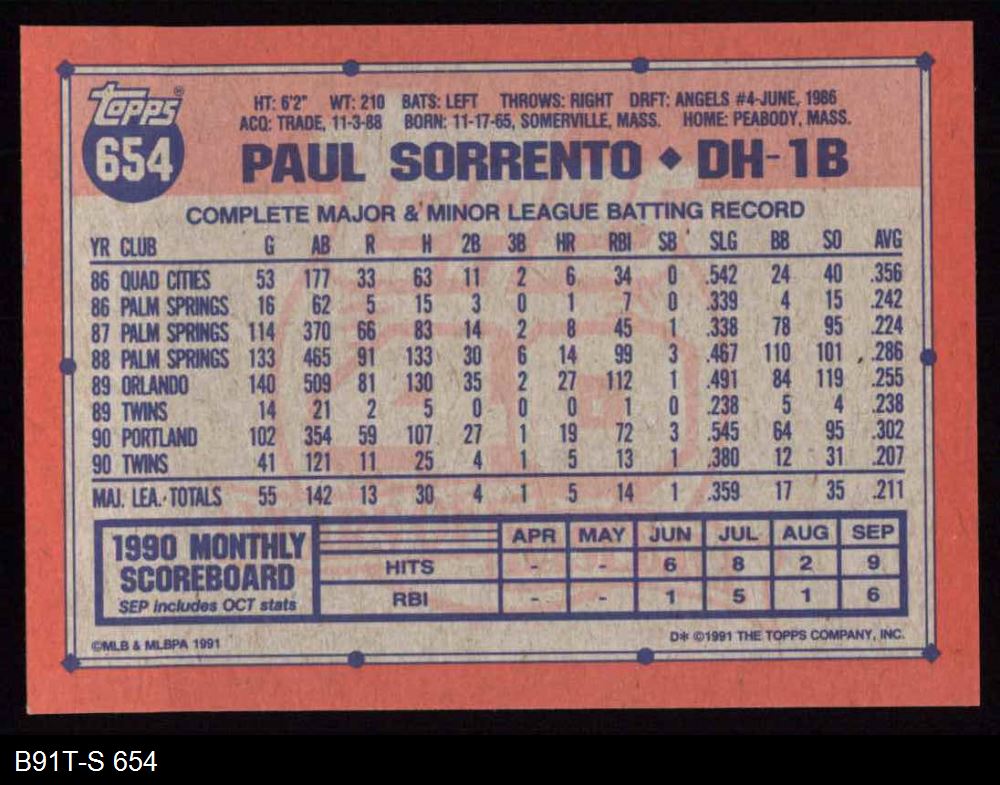 topps®
654
HT: 6'2" WT: 210 BATS: LEFT THROWS: RIGHT DRFT: ANGELS #4-JUNE, 1986
ACQ: TRADE, 11-3-88 BORN: 11-17-65, SOMERVILLE, MASS. HOME: PEABODY, MASS.
PAUL SORRENTO ◆ DH-1B
COMPLETE MAJOR & MINOR LEAGUE BATTING RECORD
YR CLUB G AB R H 2B 3B HR RBI SB SLG BB SO AVG
86 QUAD CITIES 53 177 33 63 11 2 6 34 0 .542 24 40 .356
86 PALM SPRINGS 16 62 5 15 3 0 1 7 0 .339 4 15 .242
87 PALM SPRINGS 114 370 66 83 14 2 8 45 1 .338 78 95 .224
88 PALM SPRINGS 133 465 91 133 30 6 14 99 3 .467 110 101 .286
89 ORLANDO 140 509 81 130 35 2 27 112 1 .491 84 119 .255
89 TWINS 14 21 2 5 0 0 0 1 0 .238 5 4 .238
90 PORTLAND 102 354 59 107 27 1 19 72 3 .545 64 95 .302
90 TWINS 41 121 11 25 4 1 5 13 1 .380 12 31 .207
MAJ. LEA. TOTALS 55 142 13 30 4 1 5 14 1 .359 17 35 .211
1990 MONTHLY
SCOREBOARD
SEP includes OCT stats
APR MAY JUN JUL AUG SEP
HITS - - 6 8 2 9
RBI - - 1 5 1 6
©MLB & MLBPA 1991
D* ©1991 THE TOPPS COMPANY, INC.
B91T-S 654